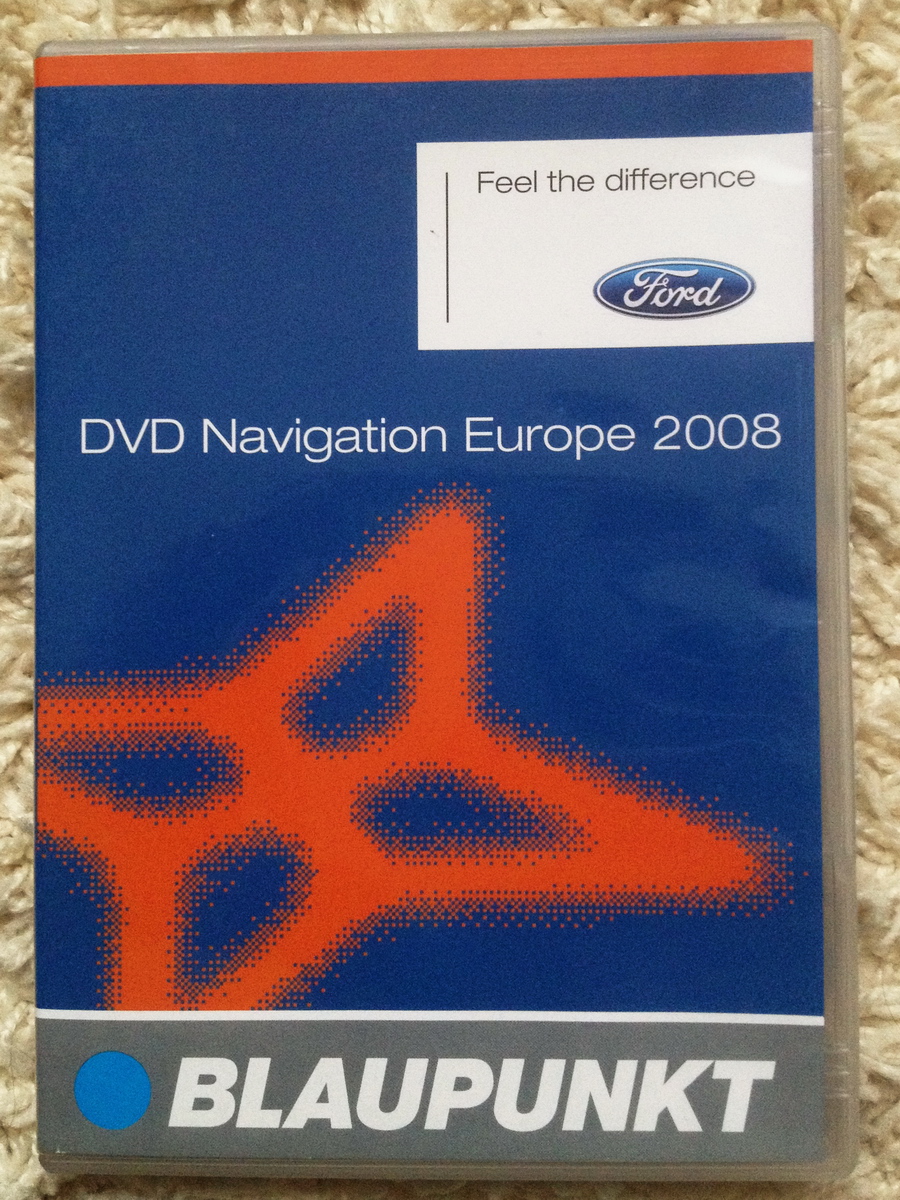 Feel the difference
Ford
DVD Navigation Europe 2008
BLAUPUNKT